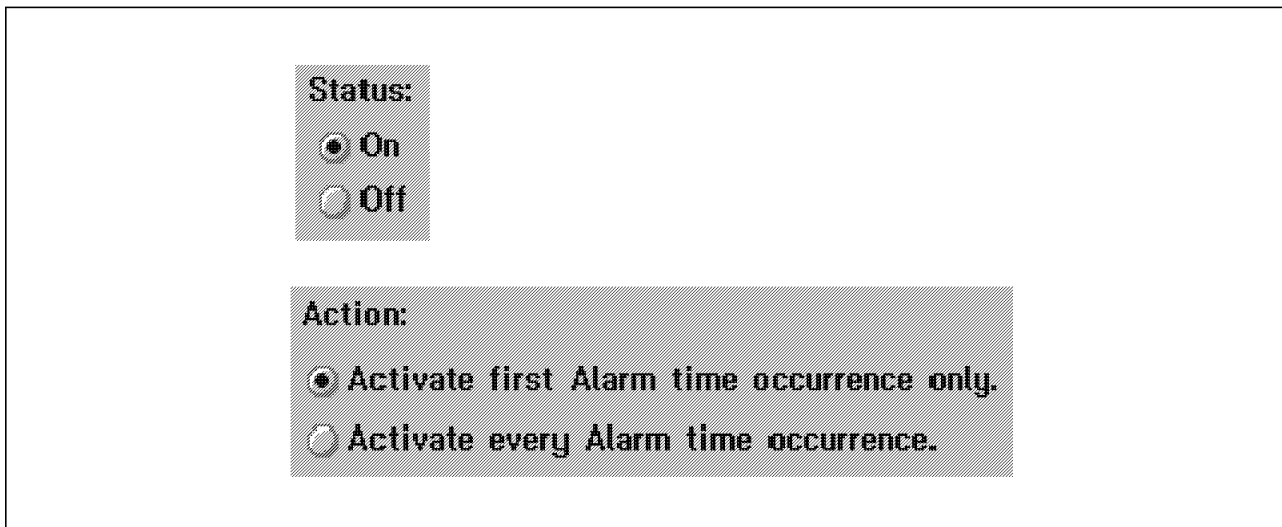 Status:
On
Off
Action:
Activate first Alarm time occurrence only.
Activate every Alarm time occurrence.